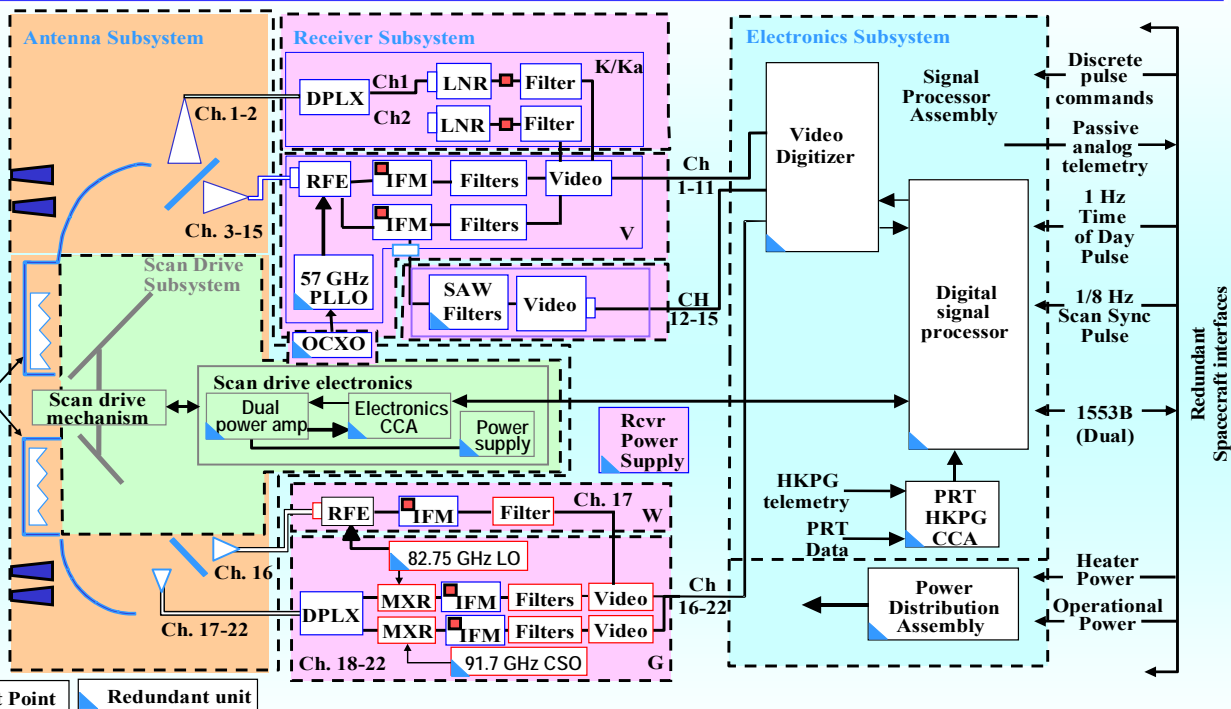 Antenna Subsystem
Receiver Subsystem
Electronics Subsystem
K/Ka
Ch1
LNR
Filter
DPLX
Ch2
LNR
Filter
Ch. 1-2
Signal
Processor
Assembly
Video
Digitizer
Discrete
pulse
commands
Passive
analog
telemetry
Ch
1-11
RFE
IFM
Filters
Video
IFM
Filters
V
Ch. 3-15
1 Hz
Time
of Day
Pulse
Scan Drive
Subsystem
57 GHz
PLLO
SAW
Filters
Video
CH
12-15
Digital
signal
processor
1/8 Hz
Scan Sync
Pulse
OCXO
Redundant
Spacecraft interfaces
Scan drive electronics
Scan drive
mechanism
Dual
power amp
Electronics
CCA
Power
supply
Rcvr
Power
Supply
1553B
(Dual)
HKPG
telemetry
PRT
HKPG
CCA
PRT
Data
RFE
IFM
Filter
Ch. 17
W
Ch. 16
82.75 GHz LO
Ch. 17-22
DPLX
MXR
IFM
Filters
Video
MXR
IFM
Filters
Video
Ch
16-22
Ch. 18-22
91.7 GHz CSO
G
Power
Distribution
Assembly
Heater
Power
Operational
Power
Point
Redundant unit